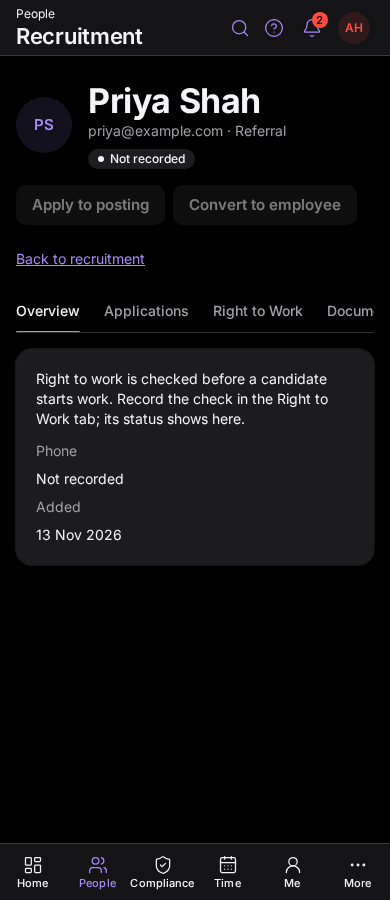 People
Recruitment
2
AH
PS
Priya Shah
priya@example.com · Referral
Not recorded
Apply to posting
Convert to employee
Back to recruitment
Overview
Applications
Right to Work
Docum
Right to work is checked before a candidate
starts work. Record the check in the Right to
Work tab; its status shows here.
Phone
Not recorded
Added
13 Nov 2026
Home
People
Compliance
Time
Me
More